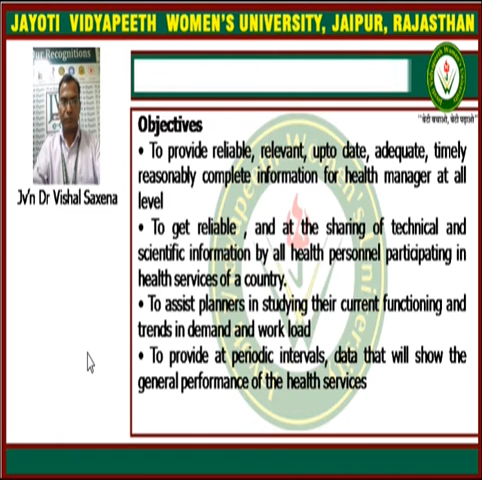 JAYOTI VIDYAPEETH WOMEN'S UNIVERSITY, JAIPUR, RAJASTHAN
our Recognitions
"बेटी बचाओ, बेटी पढ़ाओ"
Jv'n Dr Vishal Saxena
Objectives
• To provide reliable, relevant, upto date, adequate, timely
reasonably complete information for health manager at all
level
• To get reliable , and at the sharing of technical and
scientific information by all health personnel participating in
health services of a country.
• To assist planners in studying their current functioning and
trends in demand and work load
• To provide at periodic intervals, data that will show the
general performance of the health services